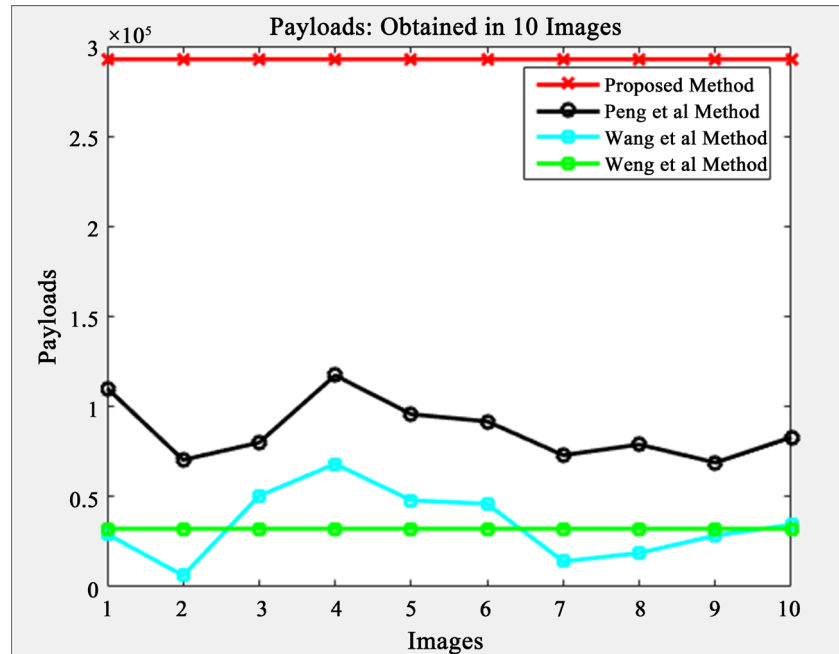 Payloads: Obtained in 10 Images
×10⁵
3
2.5
2
1.5
1
0.5
0
Payloads
Proposed Method
Peng et al Method
Wang et al Method
Weng et al Method
1 2 3 4 5 6 7 8 9 10
Images